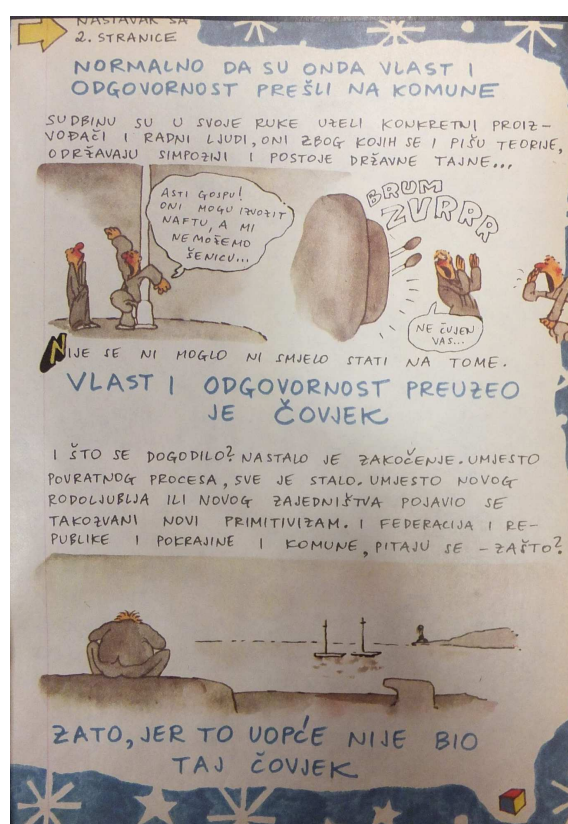 NASTAVAK SA
2. STRANICE
NORMALNO DA SU ONDA VLAST I
ODGOVORNOST PREŠLI NA KOMUNE
SUDBINU SU U SVOJE RUKE UZELI KONKRETNI PROIZ-
VOĐAČI I RADNI LJUDI, ONI ZBOG KOJIH SE I PIŠU TEORIJE,
ODRŽAVAJU SIMPOZIJI I POSTOJE DRŽAVNE TAJNE...
ASTI GOSPU!
ONI MOGU IZVOZIT
NAFTU, A MI
NE MOŽEMO
ŠENICU...
BRUM
ZVRRR
NE ČUJEN
VAS...
NIJE SE NI MOGLO NI SMJELO STATI NA TOME.
VLAST I ODGOVORNOST PREUZEO
JE ČOVJEK
I ŠTO SE DOGODILO? NASTALO JE ZAKOČENJE. UMJESTO
POVRATNOG PROCESA, SVE JE STALO. UMJESTO NOVOG
RODOLJUBLJA ILI NOVOG ZAJEDNIŠTVA POJAVIO SE
TAKOZVANI NOVI PRIMITIVIZAM. I FEDERACIJA I RE-
PUBLIKE I POKRAJINE I KOMUNE, PITAJU SE - ZAŠTO?
ZATO, JER TO UOPĆE NIJE BIO
TAJ ČOVJEK